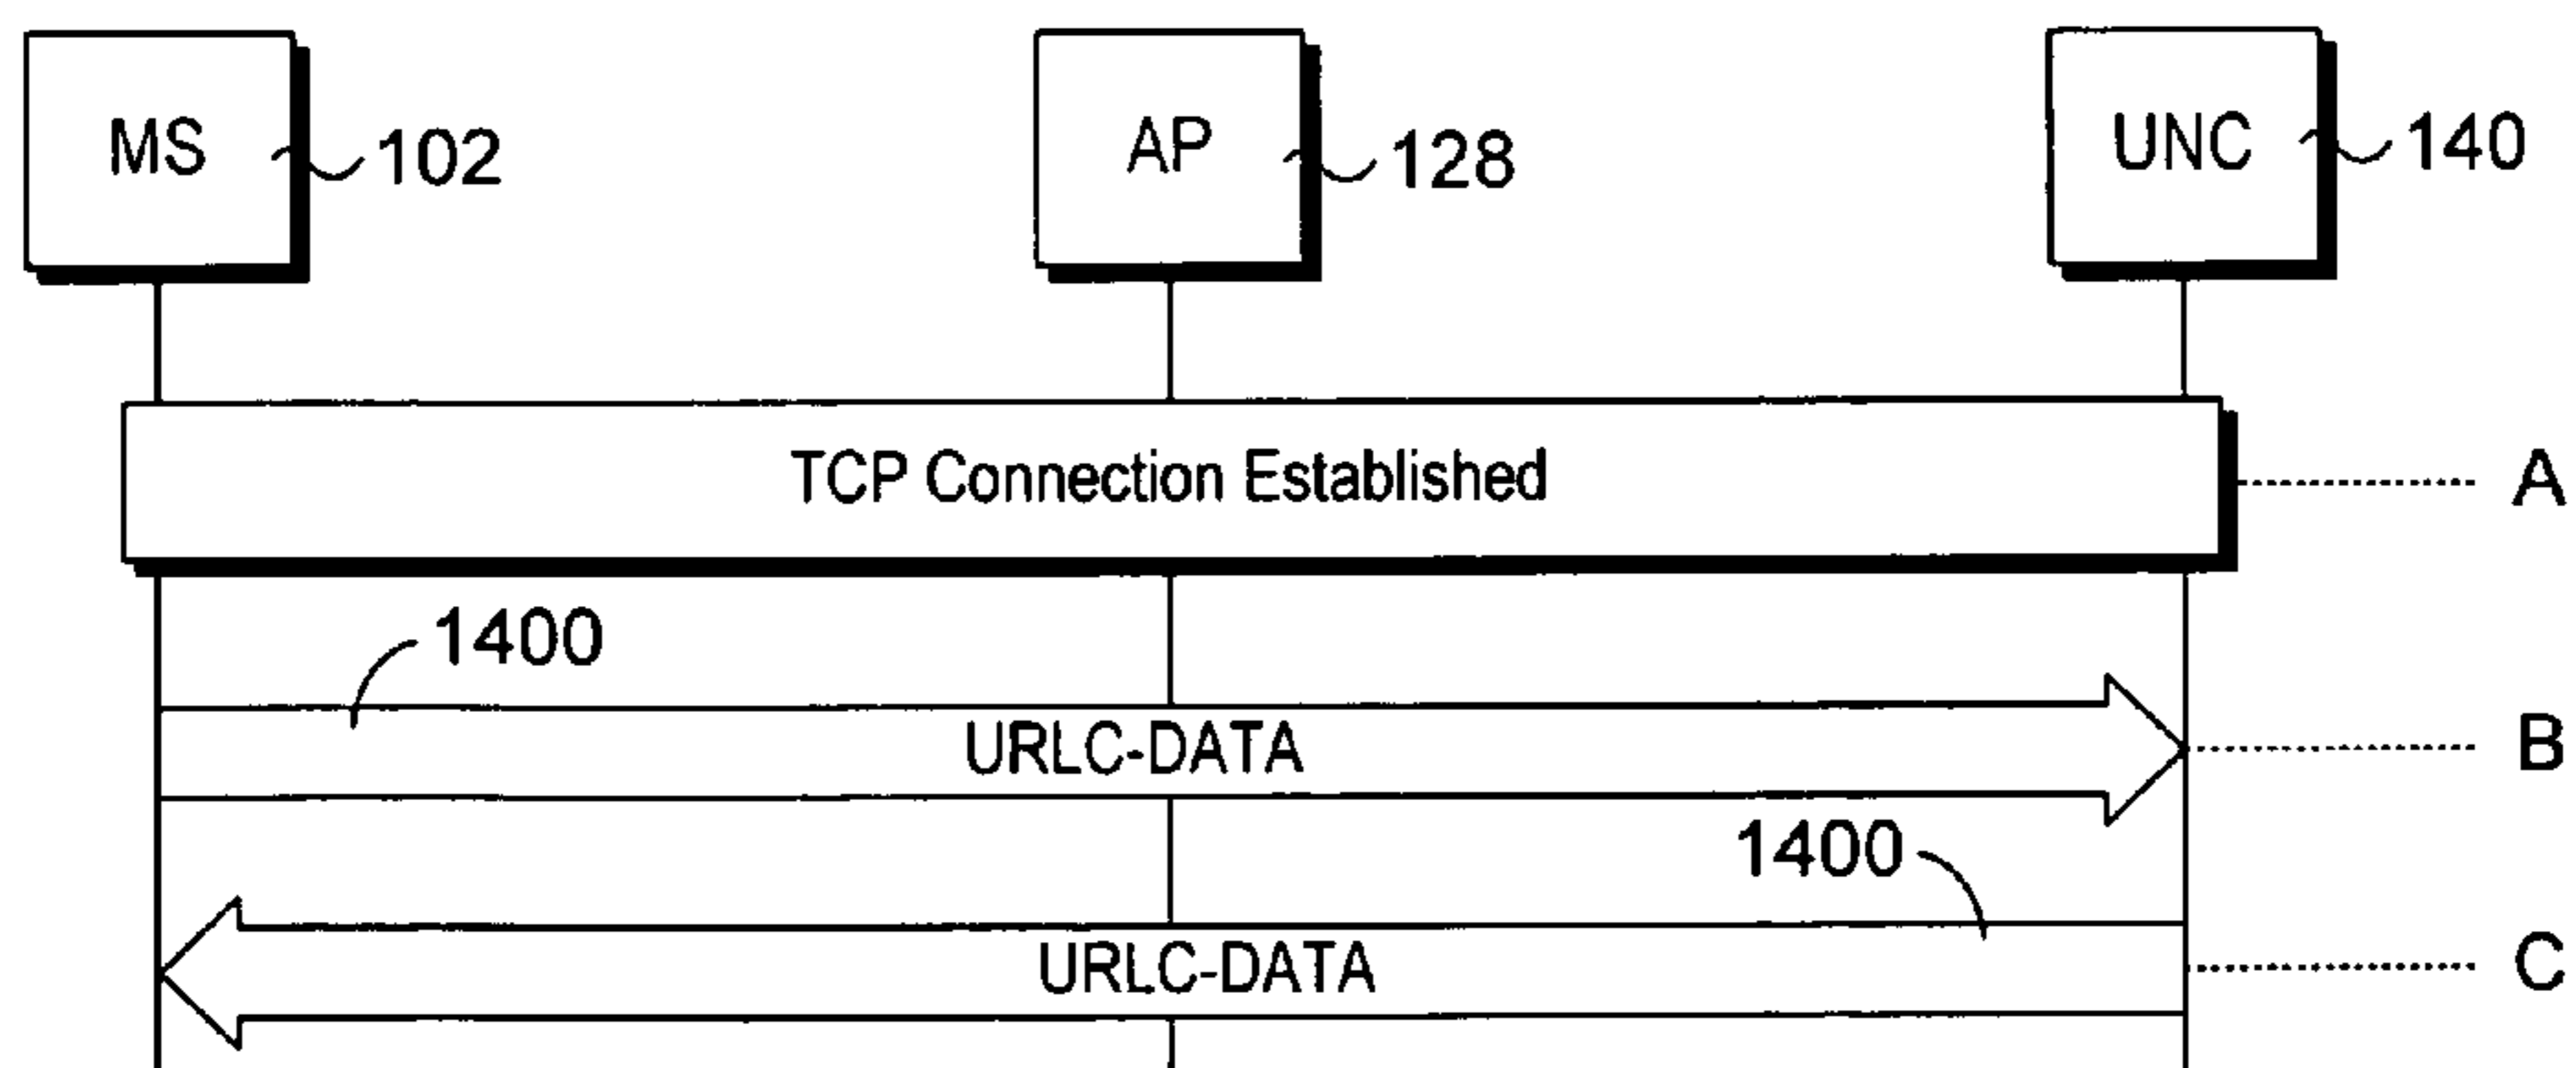 MS
102
AP
128
UNC
140
TCP Connection Established
A
1400
URLC-DATA
B
1400
URLC-DATA
C